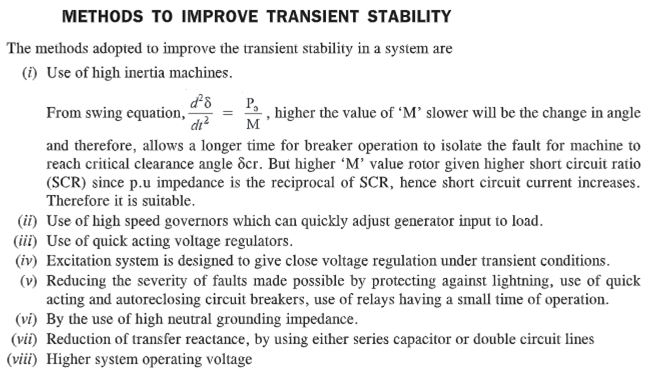 METHODS TO IMPROVE TRANSIENT STABILITY
The methods adopted to improve the transient stability in a system are
(i) Use of high inertia machines.
From swing equation, d²δ/dt² = Pₐ/M, higher the value of ‘M’ slower will be the change in angle
and therefore, allows a longer time for breaker operation to isolate the fault for machine to
reach critical clearance angle δcr. But higher ‘M’ value rotor given higher short circuit ratio
(SCR) since p.u impedance is the reciprocal of SCR, hence short circuit current increases.
Therefore it is suitable.
(ii) Use of high speed governors which can quickly adjust generator input to load.
(iii) Use of quick acting voltage regulators.
(iv) Excitation system is designed to give close voltage regulation under transient conditions.
(v) Reducing the severity of faults made possible by protecting against lightning, use of quick
acting and autoreclosing circuit breakers, use of relays having a small time of operation.
(vi) By the use of high neutral grounding impedance.
(vii) Reduction of transfer reactance, by using either series capacitor or double circuit lines
(viii) Higher system operating voltage